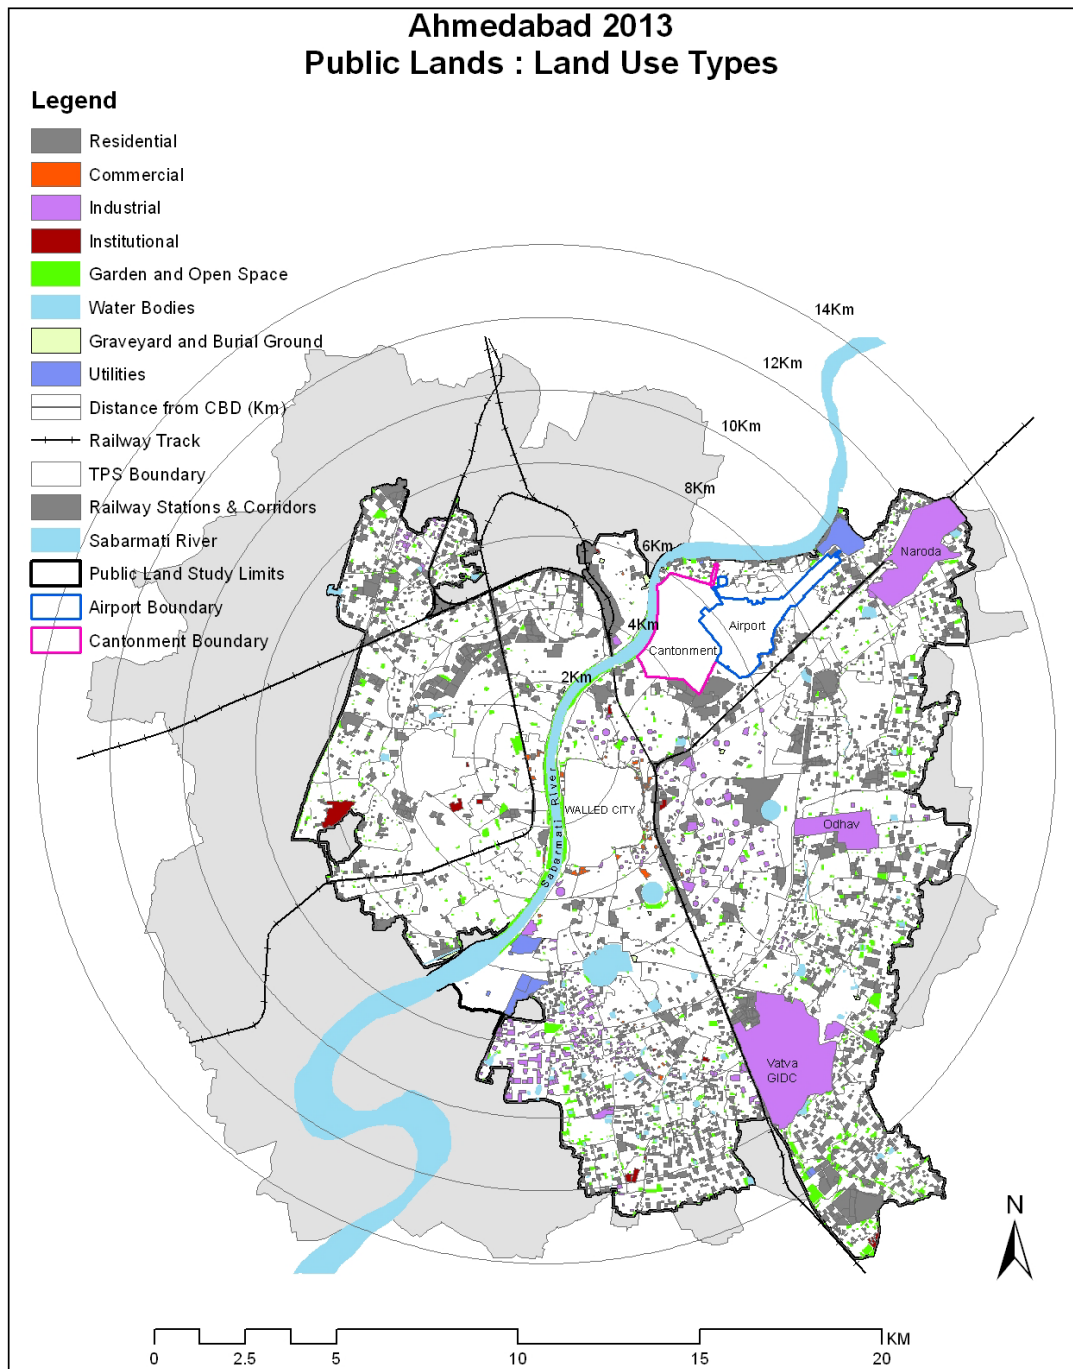 Ahmedabad 2013
Public Lands : Land Use Types
Legend
Residential
Commercial
Industrial
Institutional
Garden and Open Space
Water Bodies
Graveyard and Burial Ground
Utilities
Distance from CBD (Km)
Railway Track
TPS Boundary
Railway Stations & Corridors
Sabarmati River
Public Land Study Limits
Airport Boundary
Cantonment Boundary
14Km
12Km
10Km
8Km
6Km
4Km
2Km
Naroda
Airport
Cantonment
WALLED CITY
Sabarmati River
Odhav
Vatva
GIDC
N
KM
0 2.5 5 10 15 20